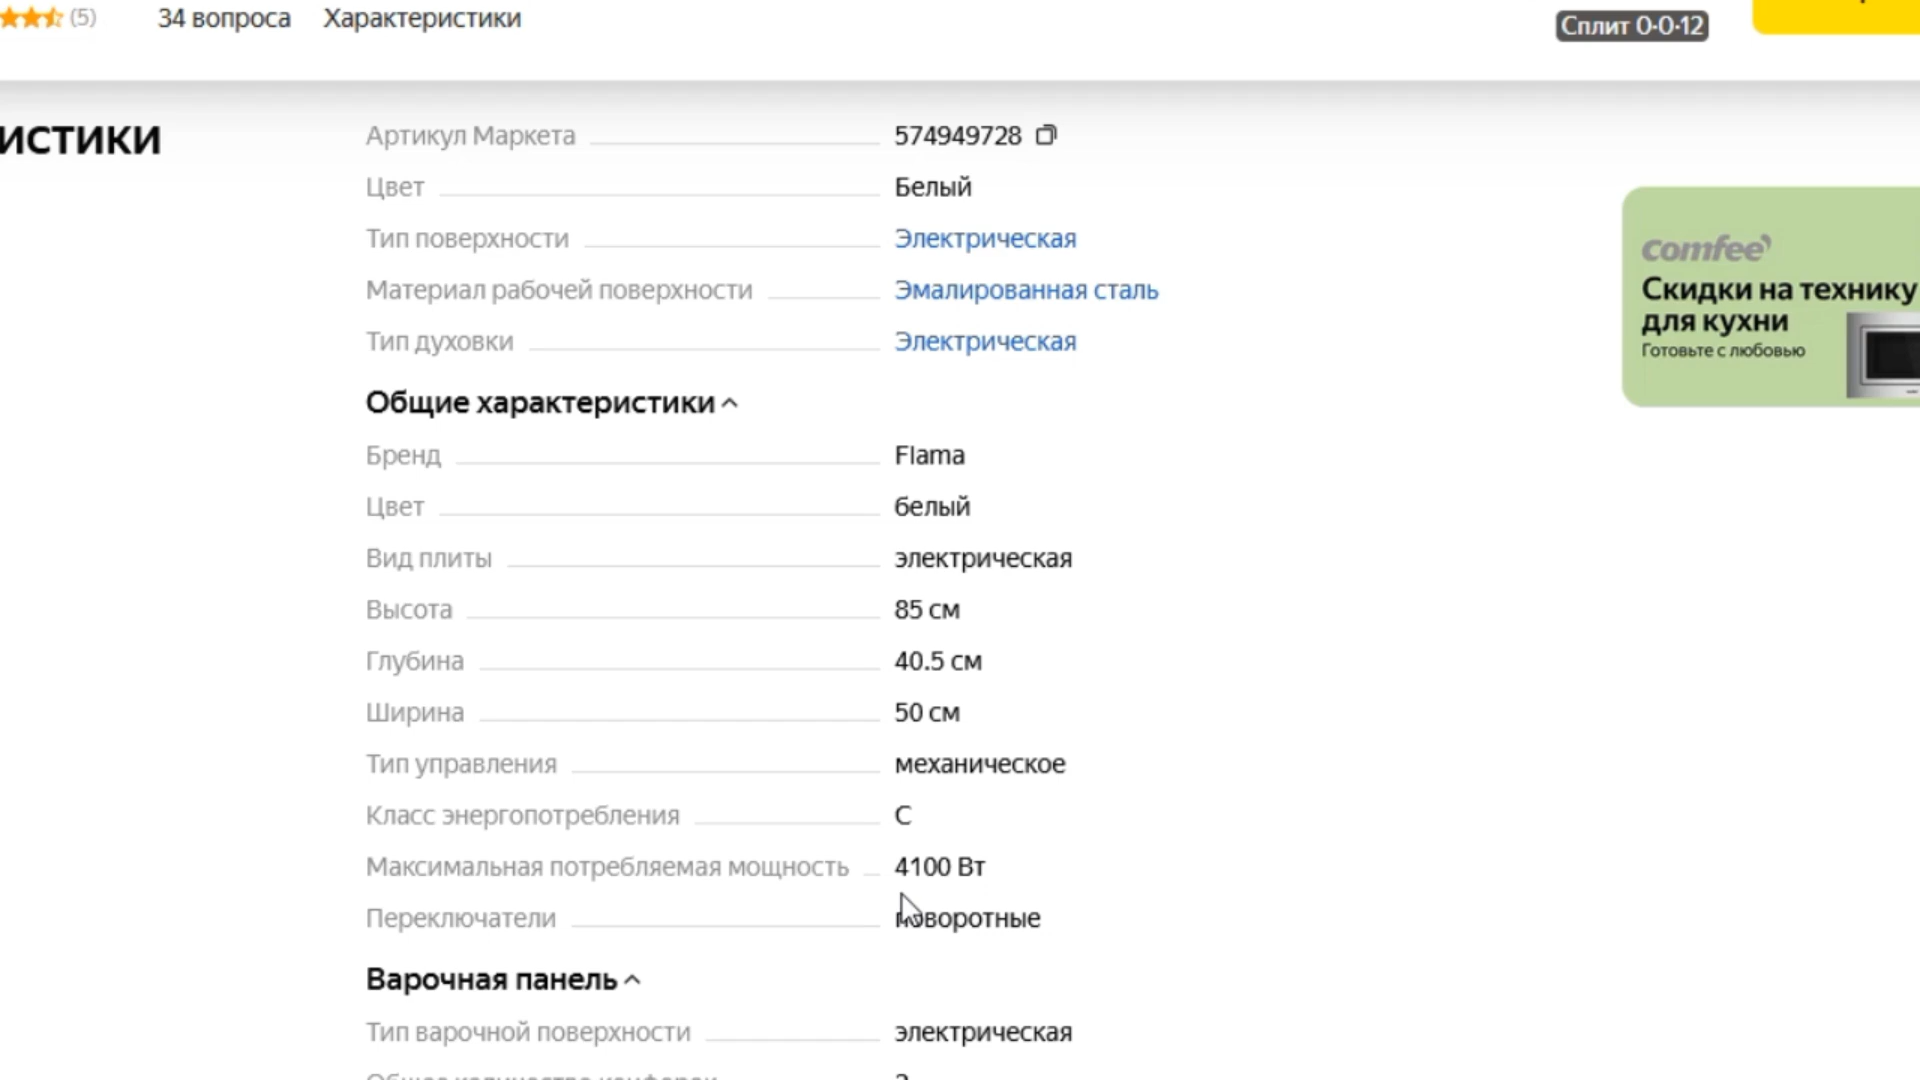 (5) 34 вопроса Характеристики
Сплит 0-0-12
истики
Артикул Маркета 574949728
Цвет Белый
Тип поверхности Электрическая
Материал рабочей поверхности Эмалированная сталь
Тип духовки Электрическая
Общие характеристики
Бренд Flama
Цвет белый
Вид плиты электрическая
Высота 85 см
Глубина 40.5 см
Ширина 50 см
Тип управления механическое
Класс энергопотребления C
Максимальная потребляемая мощность 4100 Вт
Переключатели поворотные
Варочная панель
Тип варочной поверхности электрическая
comfee
Скидки на технику
для кухни
Готовьте с любовью